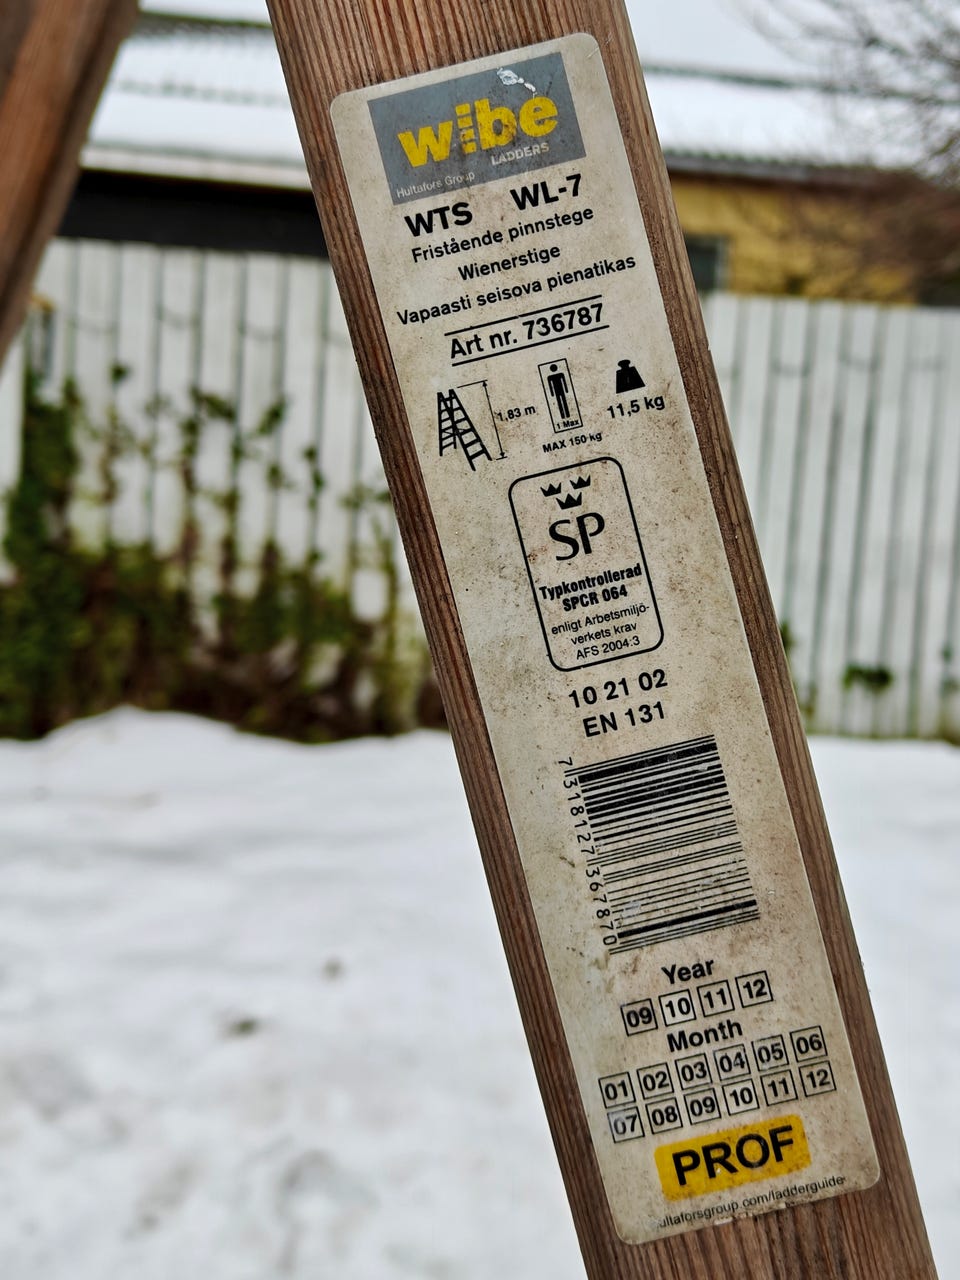 wibe
LADDERS
Hultafors Group
WTS WL-7
Fristående pinnstege
Wienerstige
Vapaasti seisova pienatikas
Art nr. 736787
1,83 m
1 Max
MAX 150 kg
11,5 kg
SP
Typkontrollerad
SPCR 064
enligt Arbetsmiljö-
verkets krav
AFS 2004:3
10 21 02
EN 131
7 318127 367870
Year
09 10 11 12
Month
01 02 03 04 05 06
07 08 09 10 11 12
PROF
hultaforsgroup.com/ladderguide